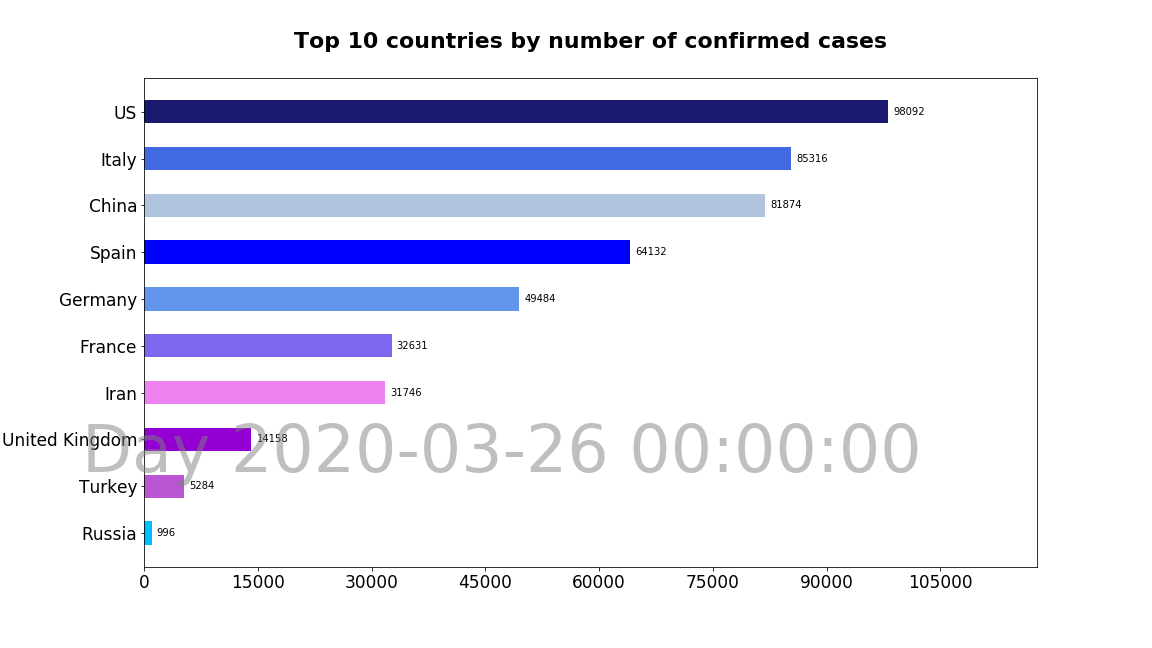 Top 10 countries by number of confirmed cases
US 98092
Italy 85316
China 81874
Spain 64132
Germany 49484
France 32631
Iran 31746
United Kingdom 14158
Day 2020-03-26 00:00:00
Turkey 5284
Russia 996
0 15000 30000 45000 60000 75000 90000 105000